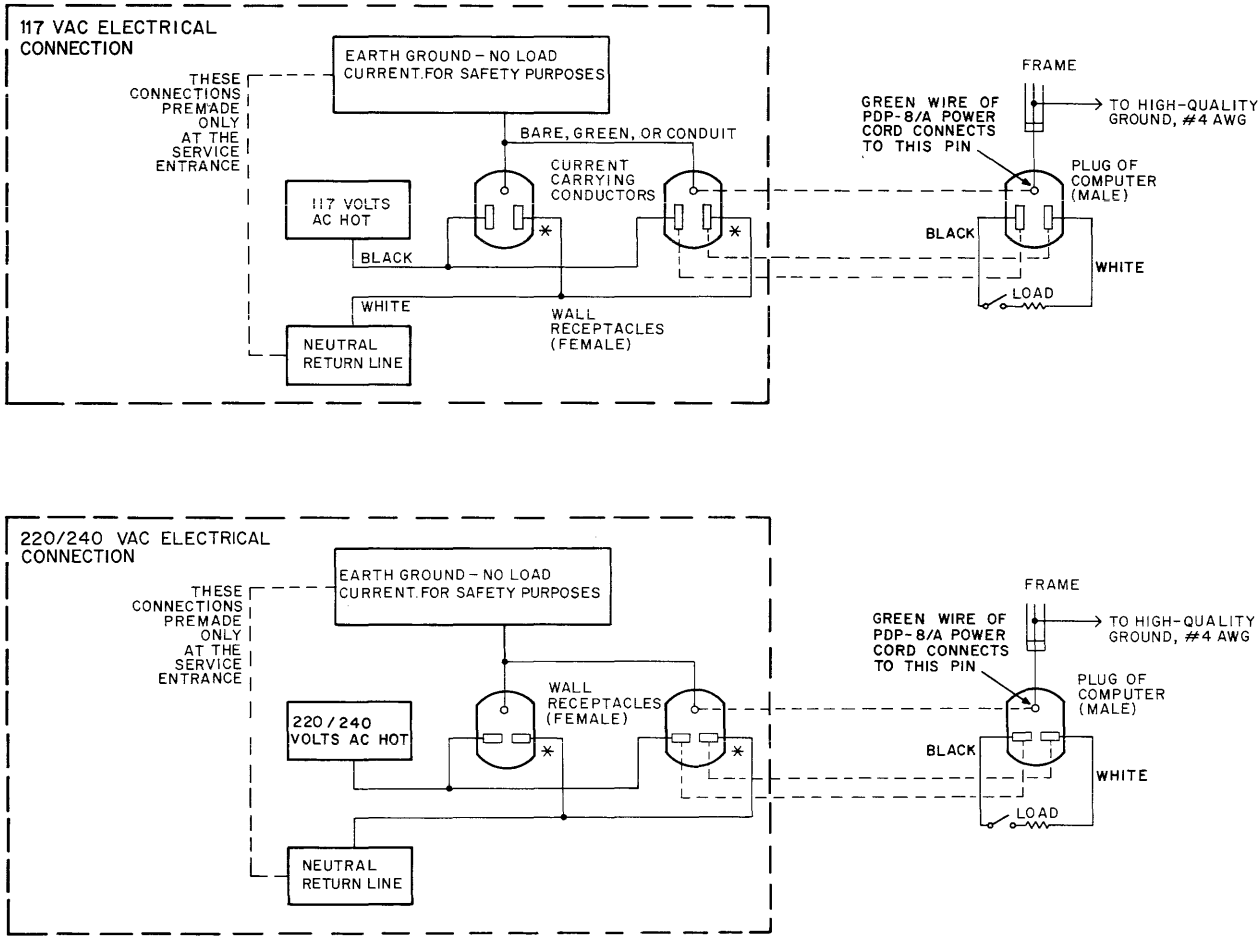 117 VAC ELECTRICAL
CONNECTION
EARTH GROUND – NO LOAD
CURRENT. FOR SAFETY PURPOSES
THESE
CONNECTIONS
PREMADE
ONLY
AT THE
SERVICE
ENTRANCE
BARE, GREEN, OR CONDUIT
CURRENT
CARRYING
CONDUCTORS
117 VOLTS
AC HOT
*
*
BLACK
WHITE
WALL
RECEPTACLES
(FEMALE)
NEUTRAL
RETURN LINE
FRAME
GREEN WIRE OF
PDP-8/A POWER
CORD CONNECTS
TO THIS PIN
TO HIGH-QUALITY
GROUND, #4 AWG
PLUG OF
COMPUTER
(MALE)
BLACK
WHITE
LOAD
220/240 VAC ELECTRICAL
CONNECTION
EARTH GROUND – NO LOAD
CURRENT. FOR SAFETY PURPOSES
THESE
CONNECTIONS
PREMADE
ONLY
AT THE
SERVICE
ENTRANCE
WALL
RECEPTACLES
(FEMALE)
220/240
VOLTS AC HOT
*
*
NEUTRAL
RETURN LINE
FRAME
GREEN WIRE OF
PDP-8/A POWER
CORD CONNECTS
TO THIS PIN
TO HIGH-QUALITY
GROUND, #4 AWG
PLUG OF
COMPUTER
(MALE)
BLACK
WHITE
LOAD